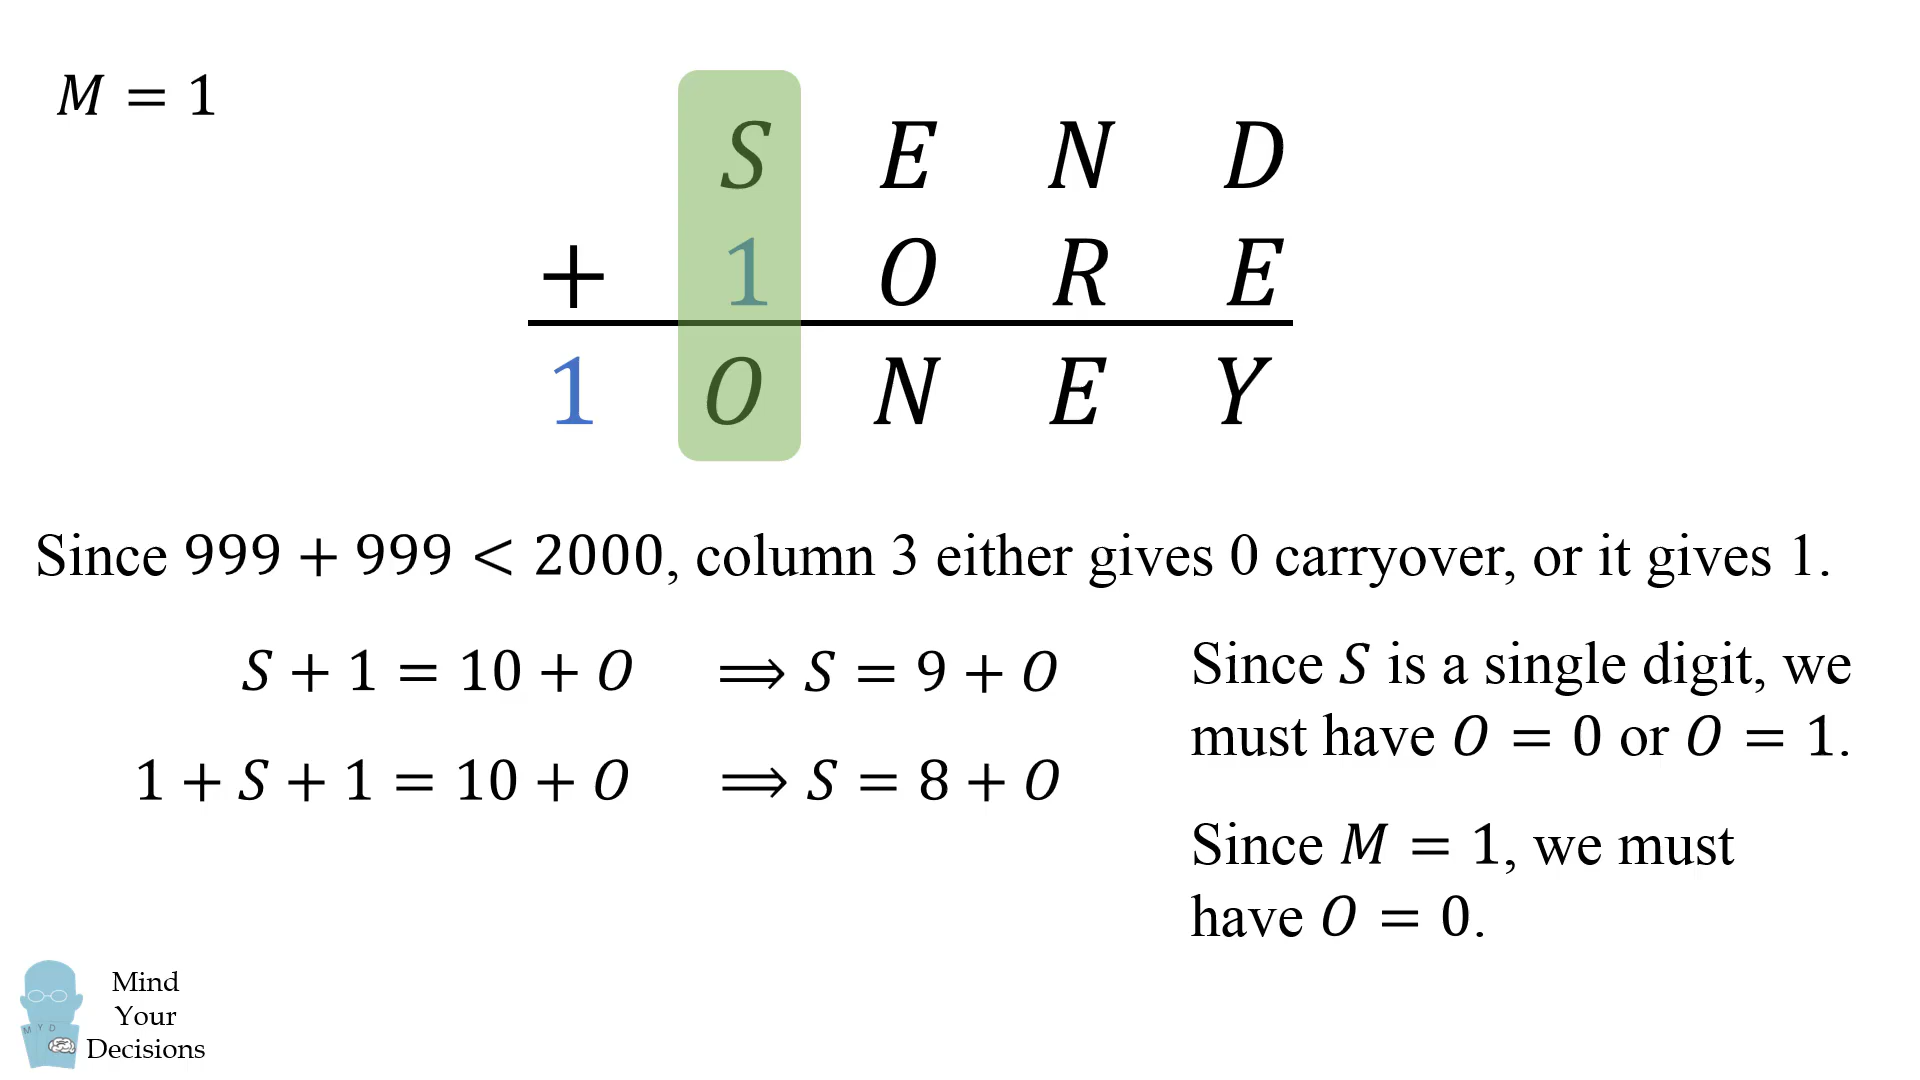 M = 1
S E N D
+ 1 O R E
1 O N E Y
Since 999 + 999 < 2000, column 3 either gives 0 carryover, or it gives 1.
S + 1 = 10 + O ⟹ S = 9 + O
1 + S + 1 = 10 + O ⟹ S = 8 + O
Since S is a single digit, we
must have O = 0 or O = 1.
Since M = 1, we must
have O = 0.
M Y D
Mind
Your
Decisions